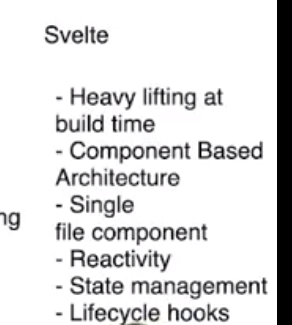 Svelte
- Heavy lifting at
build time
- Component Based
Architecture
- Single
ng
file component
- Reactivity
- State management
- Lifecycle hooks